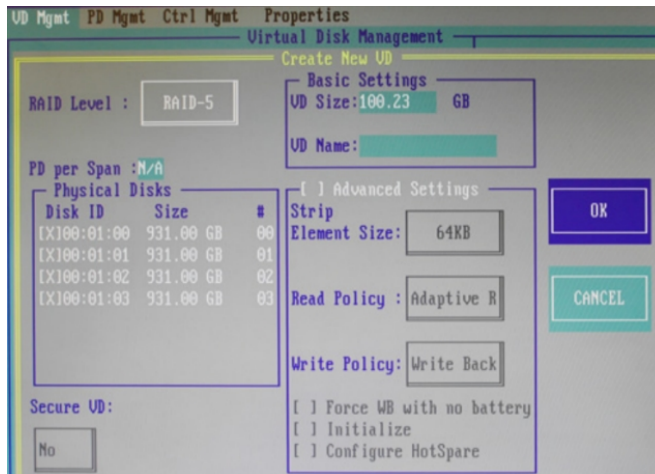 VD Mgmt PD Mgmt Ctrl Mgmt Properties
Virtual Disk Management
Create New VD
RAID Level : RAID-5
Basic Settings
VD Size:100.23 GB
VD Name:
PD per Span :N/A
Physical Disks
Disk ID Size #
[X]00:01:00 931.00 GB 00
[X]00:01:01 931.00 GB 01
[X]00:01:02 931.00 GB 02
[X]00:01:03 931.00 GB 03
[ ] Advanced Settings
Strip
Element Size: 64KB
Read Policy : Adaptive R
Write Policy: Write Back
[ ] Force WB with no battery
[ ] Initialize
[ ] Configure HotSpare
OK
CANCEL
Secure VD:
No